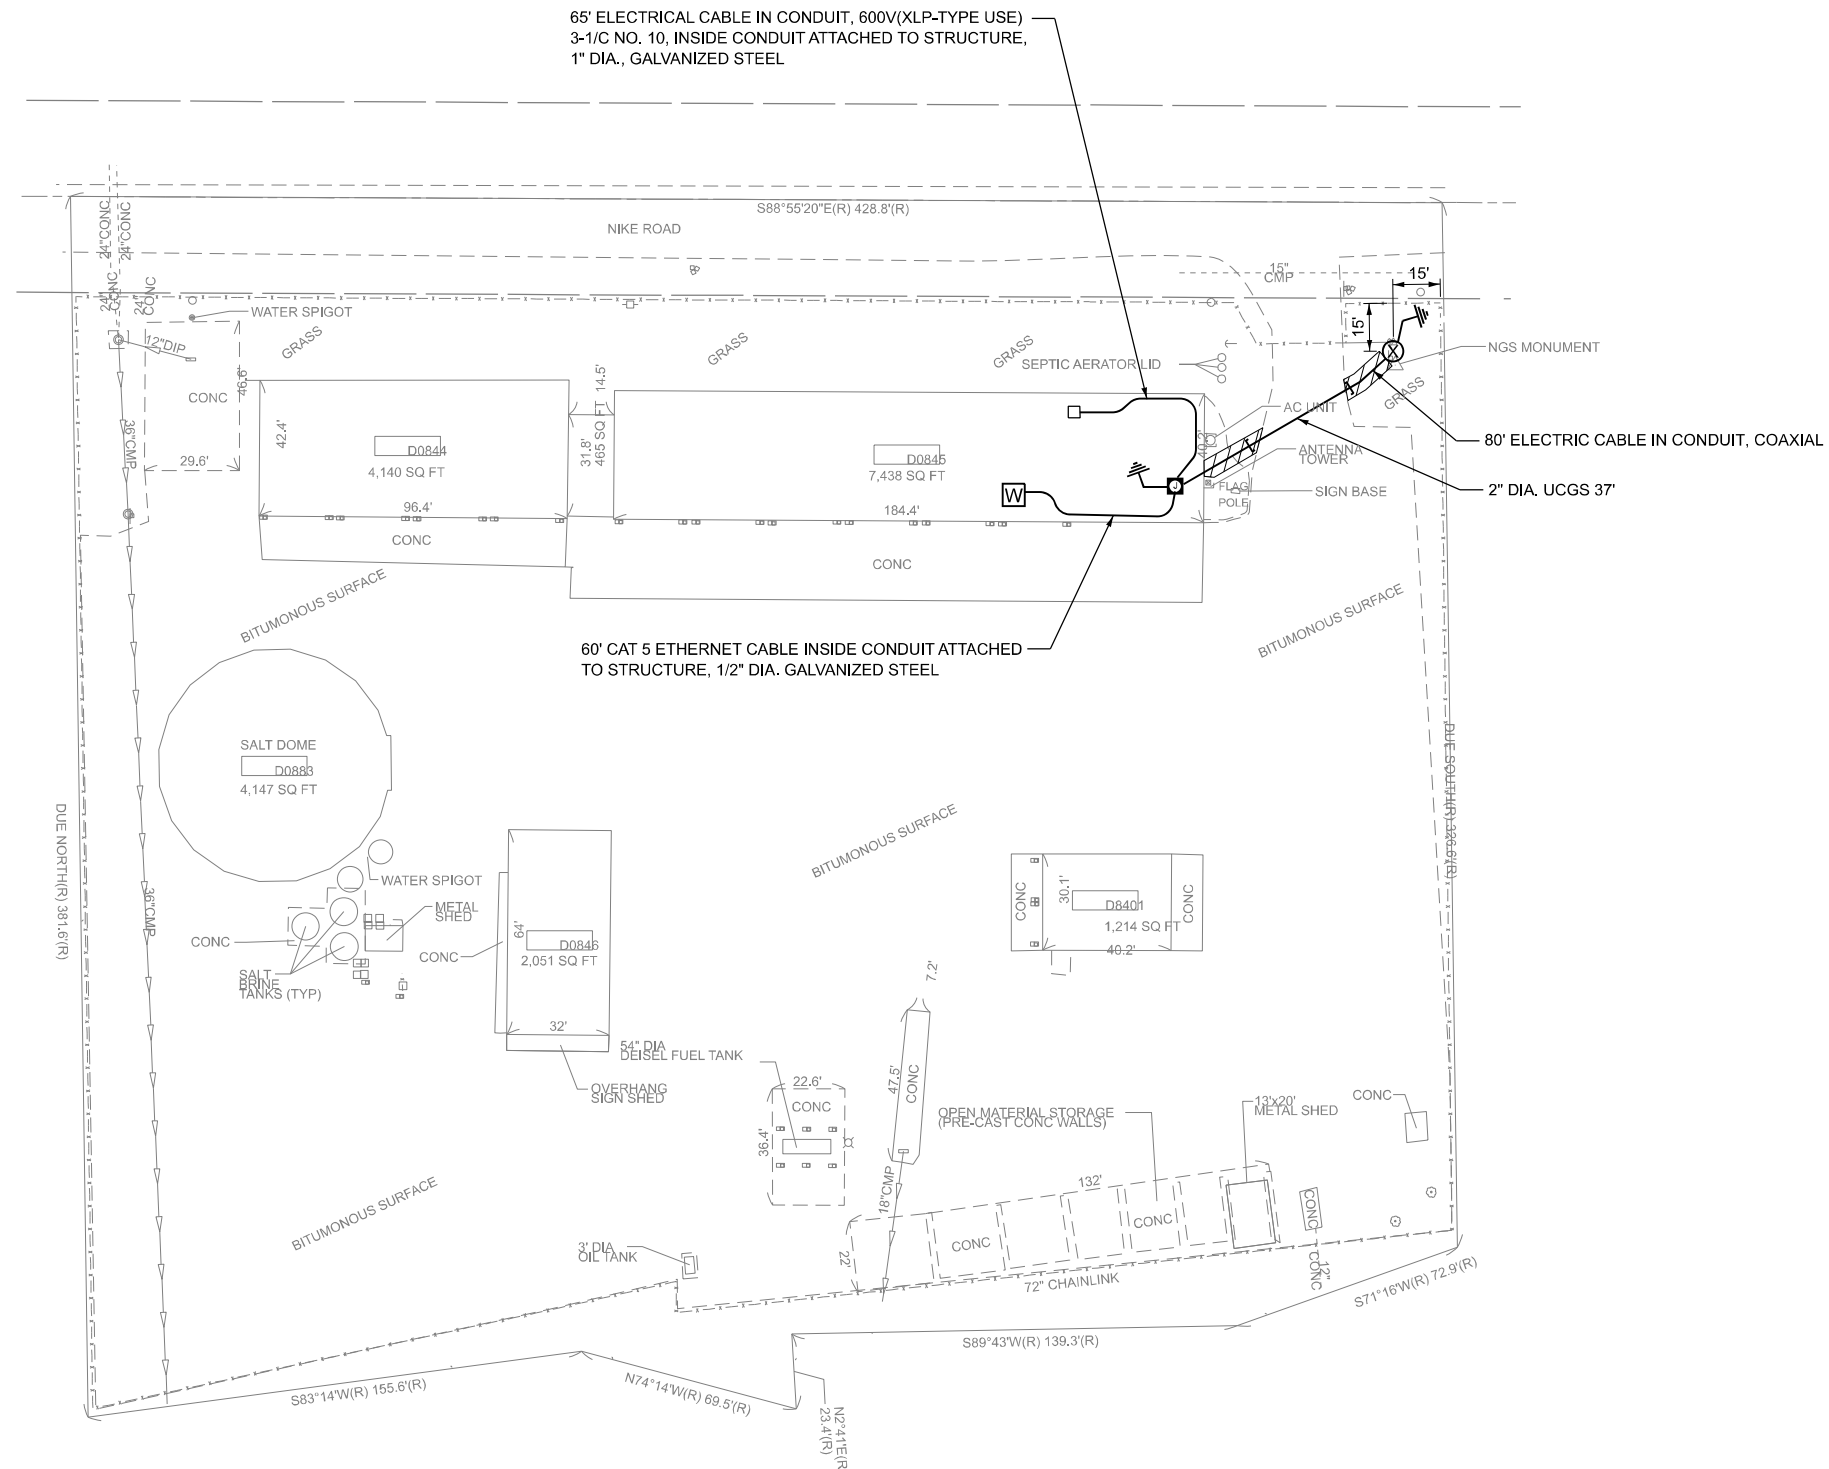 65' ELECTRICAL CABLE IN CONDUIT, 600V(XLP-TYPE USE)
3-1/C NO. 10, INSIDE CONDUIT ATTACHED TO STRUCTURE,
1" DIA., GALVANIZED STEEL
S88°55'20"E(R) 428.8'(R)
NIKE ROAD
24"CONC
24"CONC
24"
CONC
24"
CONC
15"
CMP
15'
15'
WATER SPIGOT
12"DIP
GRASS
GRASS
GRASS
GRASS
CONC
46.6'
29.6'
36"CMP
SEPTIC AERATOR LID
NGS MONUMENT
42.4'
D0844
4,140 SQ FT
96.4'
31.8'
465 SQ FT
14.5'
D0845
7,438 SQ FT
184.4'
40.2'
W
J
X
AC UNIT
ANTENNA
TOWER
FLAG
POLE
SIGN BASE
80' ELECTRIC CABLE IN CONDUIT, COAXIAL
2" DIA. UCGS 37'
CONC
CONC
BITUMONOUS SURFACE
BITUMONOUS SURFACE
60' CAT 5 ETHERNET CABLE INSIDE CONDUIT ATTACHED
TO STRUCTURE, 1/2" DIA. GALVANIZED STEEL
SALT DOME
D0883
4,147 SQ FT
DUE NORTH(R) 381.6'(R)
DUE SOUTH(R) 326.6'(R)
BITUMONOUS SURFACE
WATER SPIGOT
METAL
SHED
36"CMP
CONC
SALT
BRINE
TANKS (TYP)
CONC
64'
D0846
2,051 SQ FT
32'
OVERHANG
SIGN SHED
CONC
30.1'
D8401
1,214 SQ FT
40.2'
CONC
54" DIA
DEISEL FUEL TANK
22.6'
CONC
36.4'
7.2'
47.5'
CONC
18"CMP
OPEN MATERIAL STORAGE
(PRE-CAST CONC WALLS)
13'x20'
METAL SHED
CONC
132'
CONC
CONC
22'
CONC
12"
CONC
72" CHAINLINK
BITUMONOUS SURFACE
3' DIA
OIL TANK
S71°16'W(R) 72.9'(R)
S89°43'W(R) 139.3'(R)
S83°14'W(R) 155.6'(R)
N74°14'W(R) 69.5'(R)
N2°41'E(R
23.4'(R)